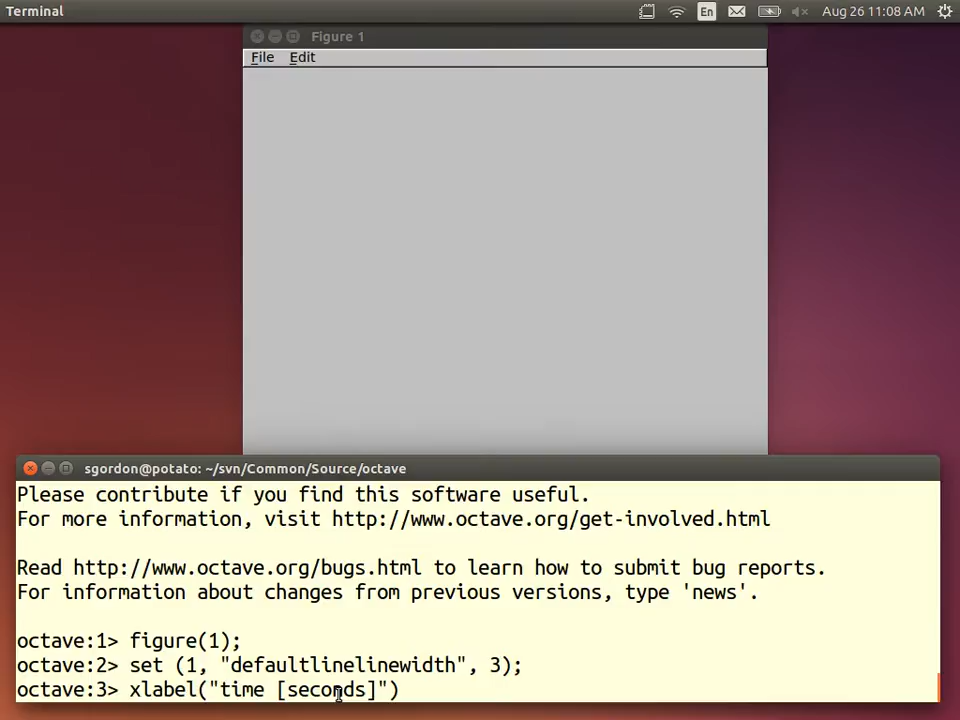 Terminal
En
Aug 26 11:08 AM
Figure 1
File Edit
sgordon@potato: ~/svn/Common/Source/octave
Please contribute if you find this software useful.
For more information, visit http://www.octave.org/get-involved.html
Read http://www.octave.org/bugs.html to learn how to submit bug reports.
For information about changes from previous versions, type 'news'.
octave:1> figure(1);
octave:2> set (1, "defaultlinelinewidth", 3);
octave:3> xlabel("time [seconds]")